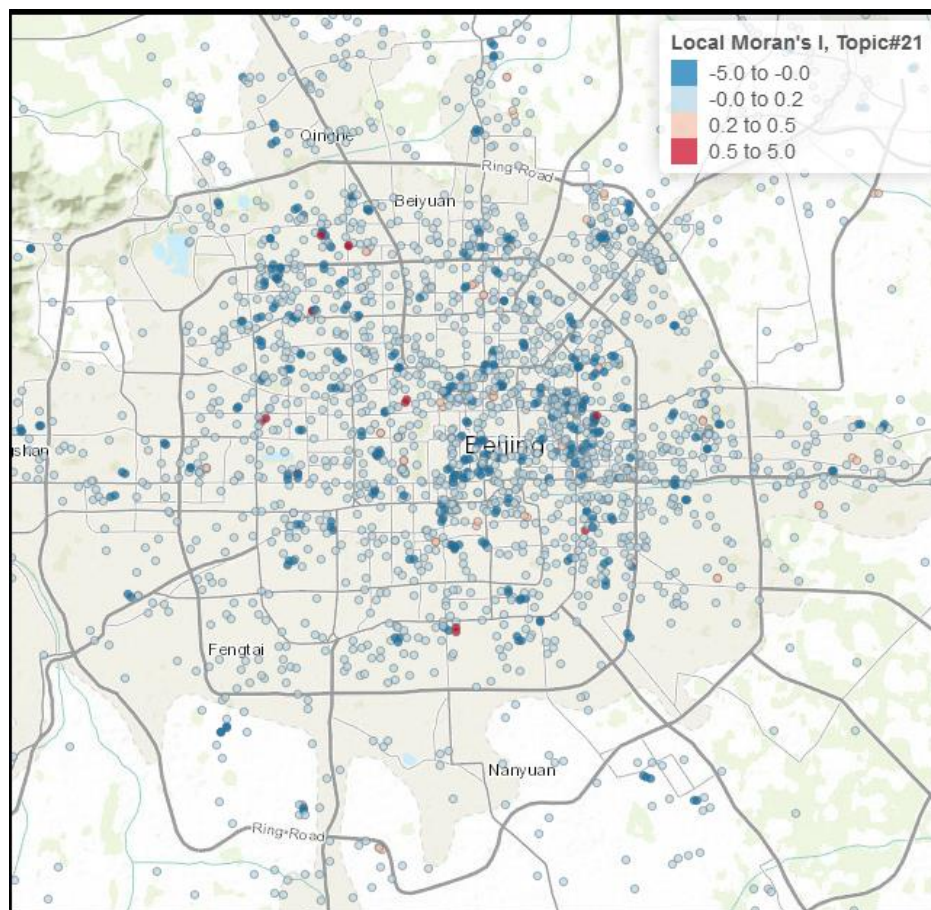 Local Moran's I, Topic#21
-5.0 to -0.0
-0.0 to 0.2
0.2 to 0.5
0.5 to 5.0
Qinghe
Ring-Road
Beiyuan
Beijing
shan
Fengtai
Nanyuan
Ring-Road